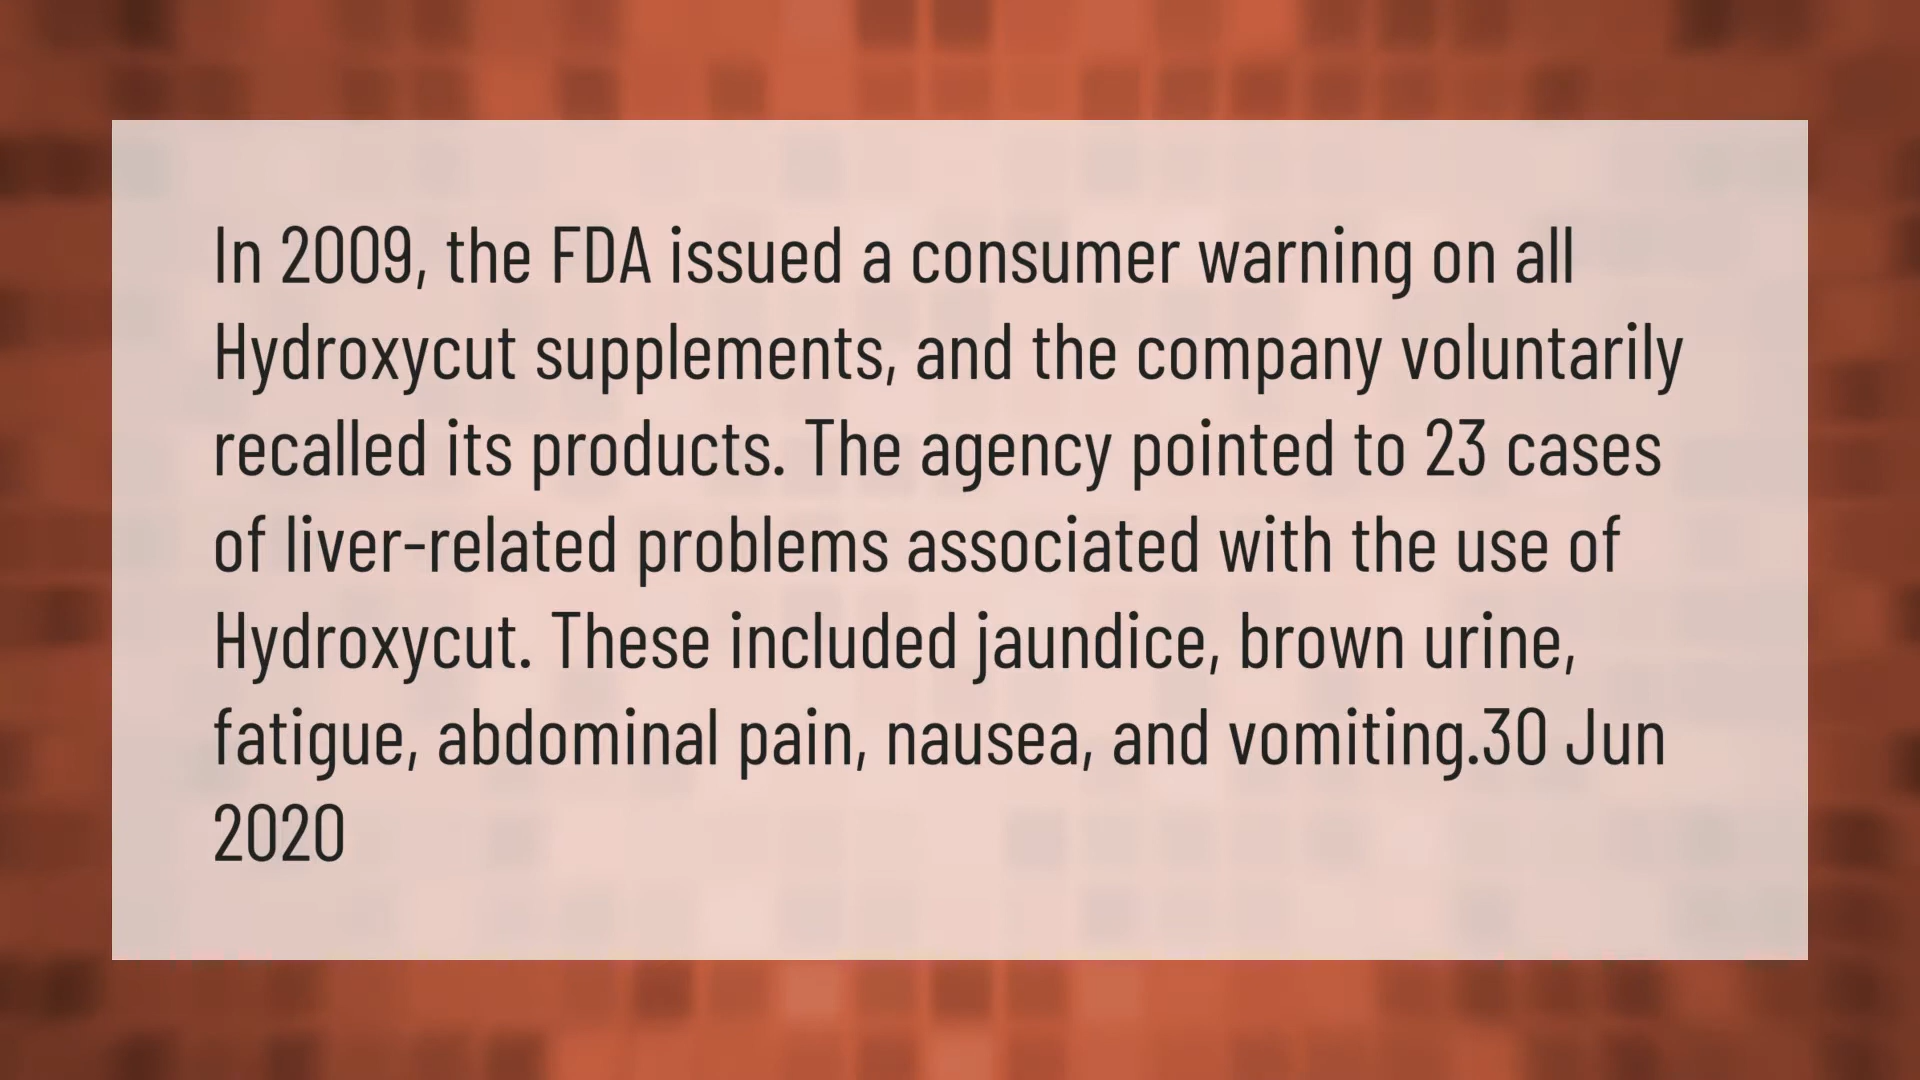 In 2009, the FDA issued a consumer warning on all
Hydroxycut supplements, and the company voluntarily
recalled its products. The agency pointed to 23 cases
of liver-related problems associated with the use of
Hydroxycut. These included jaundice, brown urine,
fatigue, abdominal pain, nausea, and vomiting.30 Jun
2020